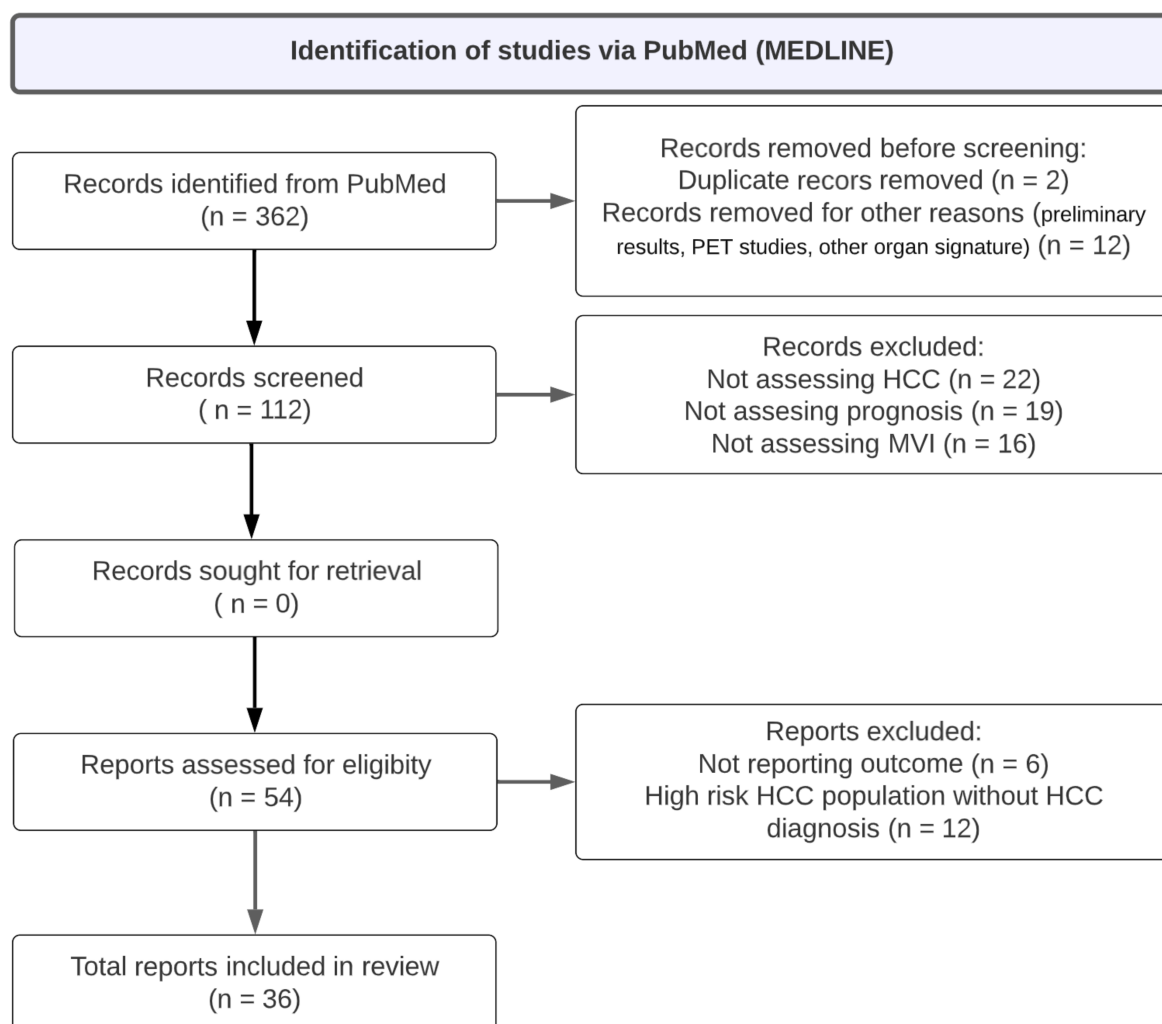 Identification of studies via PubMed (MEDLINE)
Records identified from PubMed
(n = 362)
Records removed before screening:
Duplicate recors removed (n = 2)
Records removed for other reasons (preliminary
results, PET studies, other organ signature) (n = 12)
Records screened
( n = 112)
Records excluded:
Not assessing HCC (n = 22)
Not assesing prognosis (n = 19)
Not assessing MVI (n = 16)
Records sought for retrieval
( n = 0)
Reports assessed for eligibity
(n = 54)
Reports excluded:
Not reporting outcome (n = 6)
High risk HCC population without HCC
diagnosis (n = 12)
Total reports included in review
(n = 36)